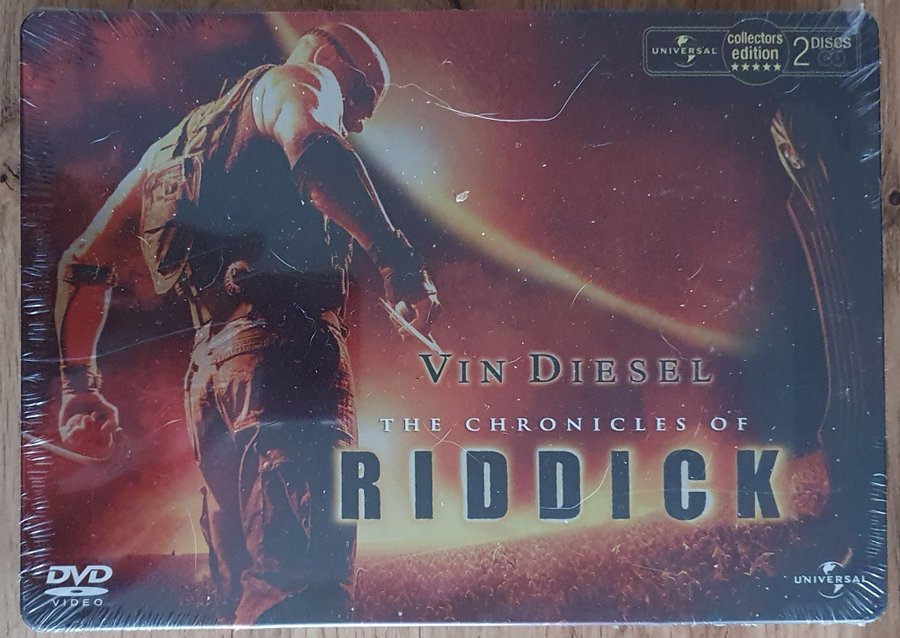 UNIVERSAL
collectors
edition
2 DISCS
VIN DIESEL
THE CHRONICLES OF
RIDDICK
DVD
VIDEO
UNIVERSAL